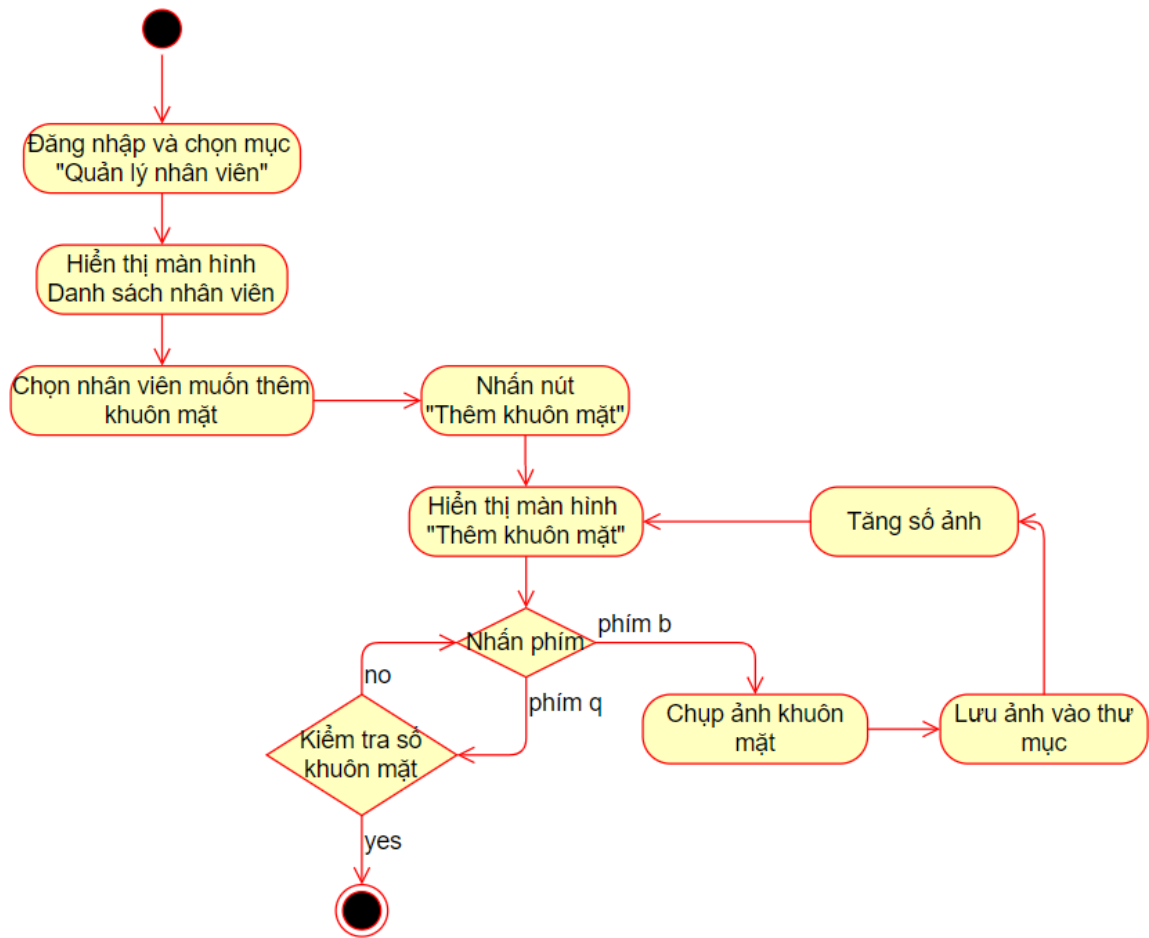 Đăng nhập và chọn mục
"Quản lý nhân viên"
Hiển thị màn hình
Danh sách nhân viên
Chọn nhân viên muốn thêm
khuôn mặt
Nhấn nút
"Thêm khuôn mặt"
Hiển thị màn hình
"Thêm khuôn mặt"
Tăng số ảnh
Nhấn phím
phím b
no
phím q
Chụp ảnh khuôn
mặt
Lưu ảnh vào thư
mục
Kiểm tra số
khuôn mặt
yes